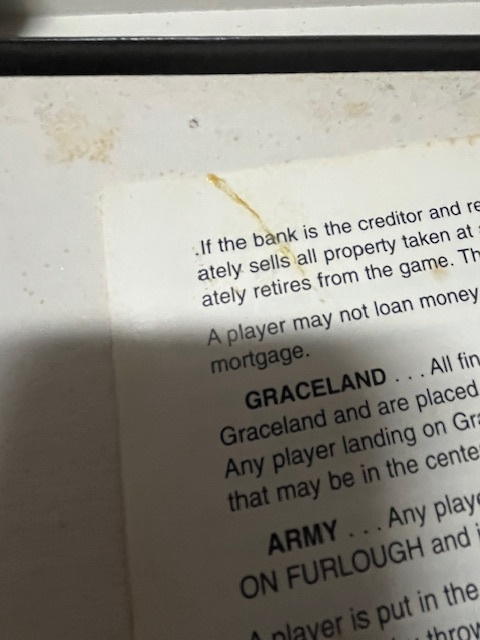 .If the bank is the creditor and re
ately sells all property taken at
ately retires from the game. Th
A player may not loan money
mortgage.
GRACELAND . . . All fin
Graceland and are placed
Any player landing on Gra
that may be in the cente
ARMY . . . Any playe
ON FURLOUGH and i
A player is put in the
throw